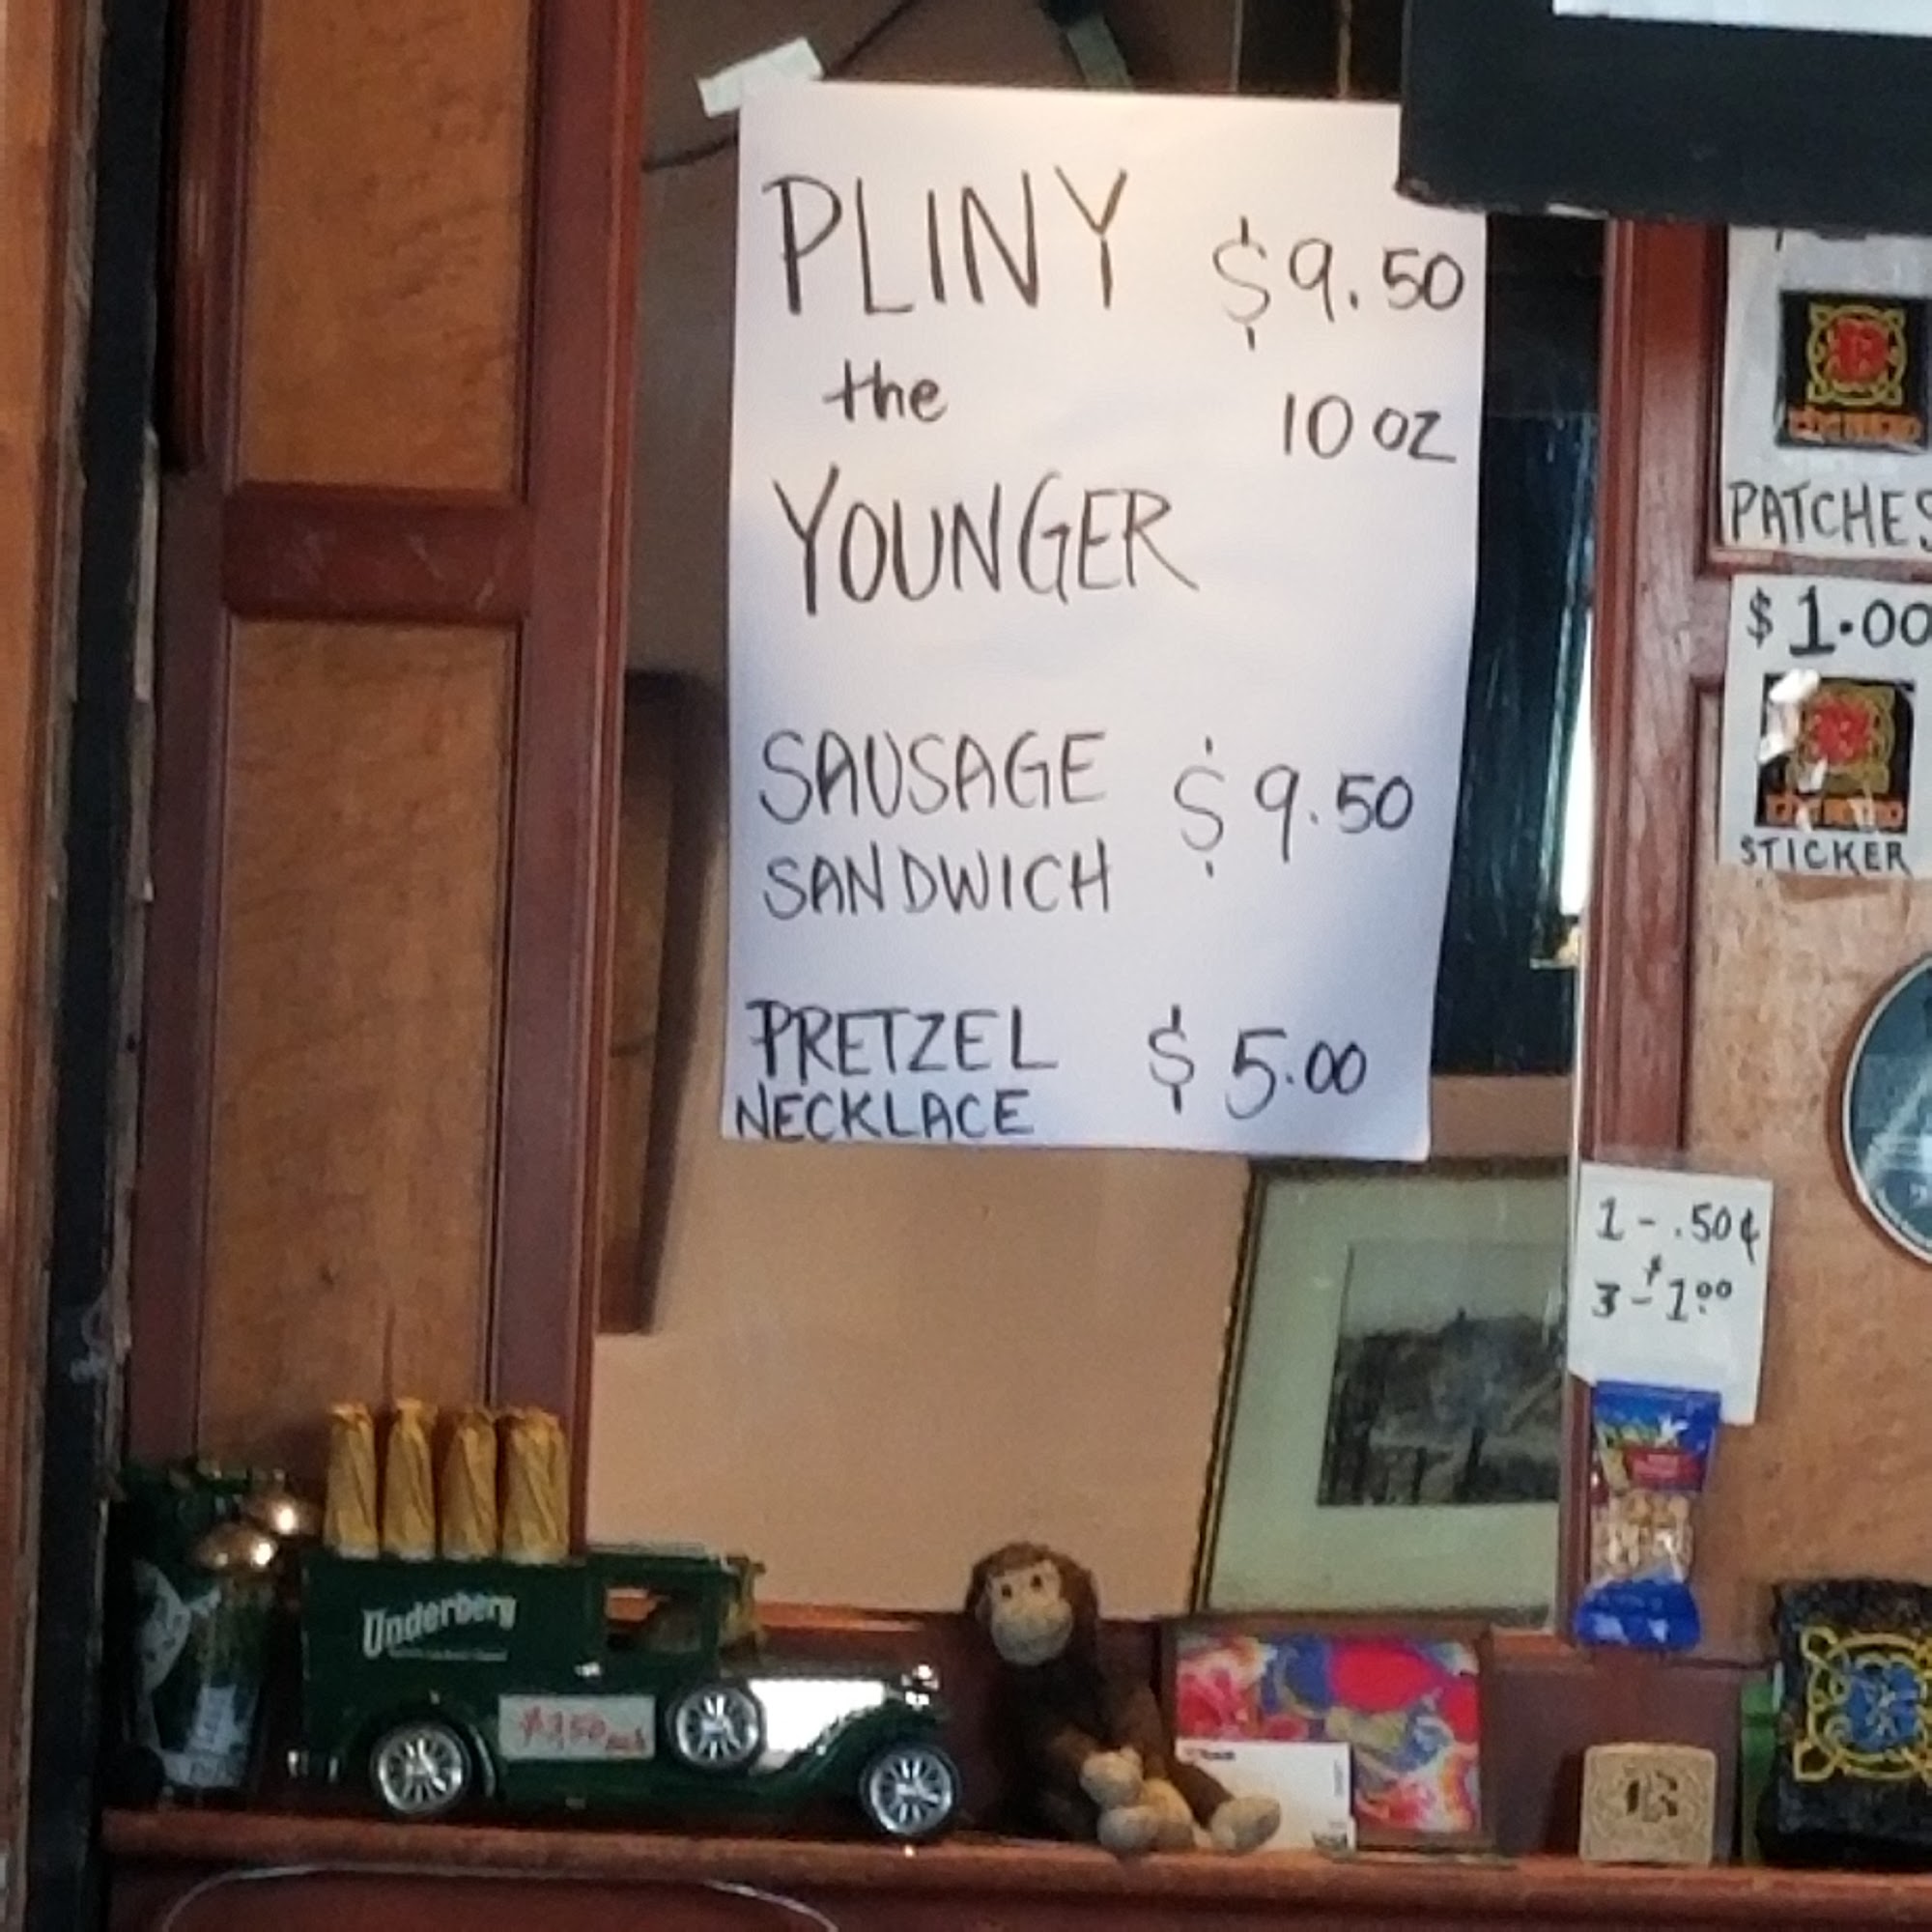 PLINY $9.50
the 10 oz
YOUNGER
SAUSAGE $9.50
SANDWICH
PRETZEL $5.00
NECKLACE
PATCHES
$1.00
STICKER
1 - .50¢
3 - $1.00
Underberg
B